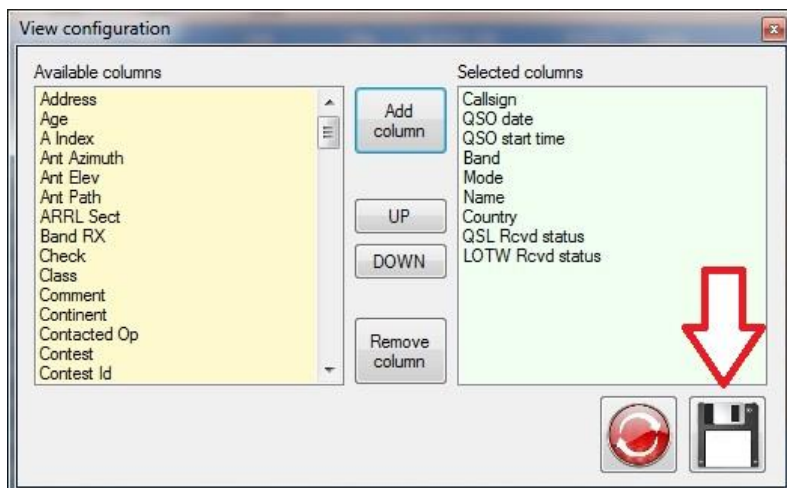 View configuration
Available columns
Address
Age
A Index
Ant Azimuth
Ant Elev
Ant Path
ARRL Sect
Band RX
Check
Class
Comment
Continent
Contacted Op
Contest
Contest Id
Add
column
UP
DOWN
Remove
column
Selected columns
Callsign
QSO date
QSO start time
Band
Mode
Name
Country
QSL Rcvd status
LOTW Rcvd status